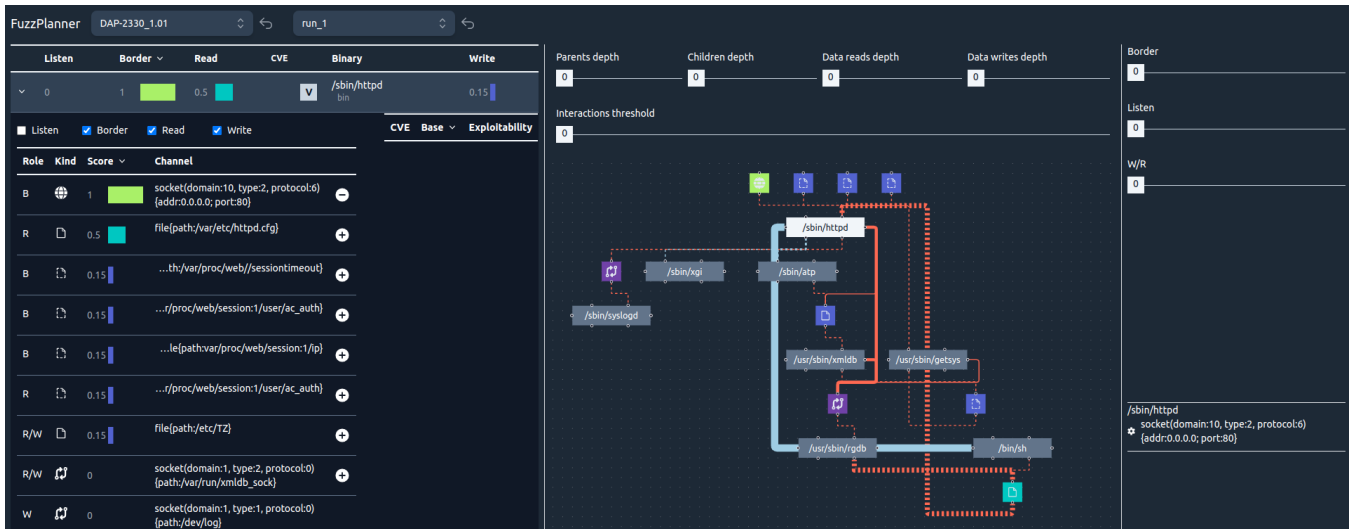 FuzzPlanner DAP-2330_1.01 run_1
Listen Border Read CVE Binary Write
0 1 0.5 V /sbin/httpd 0.15
bin
Listen Border Read Write CVE Base Exploitability
Role Kind Score Channel
B 1 socket(domain:10, type:2, protocol:6)
{addr:0.0.0.0; port:80}
R 0.5 file{path:/var/etc/httpd.cfg}
B 0.15 …th:/var/proc/web//sessiontimeout}
B 0.15 …r/proc/web/session:1/user/ac_auth}
B 0.15 …le{path:var/proc/web/session:1/ip}
R 0.15 …r/proc/web/session:1/user/ac_auth}
R/W 0.15 file{path:/etc/TZ}
R/W 0 socket(domain:1, type:2, protocol:0)
{path:/var/run/xmldb_sock}
W 0 socket(domain:1, type:1, protocol:0)
{path:/dev/log}
Parents depth Children depth Data reads depth Data writes depth
0 0 0 0
Interactions threshold
0
/sbin/httpd
/sbin/xgi /sbin/atp
/sbin/syslogd
/usr/sbin/xmldb /usr/sbin/getsys
/usr/sbin/rgdb /bin/sh
Border
0
Listen
0
W/R
0
/sbin/httpd
socket(domain:10, type:2, protocol:6)
{addr:0.0.0.0; port:80}